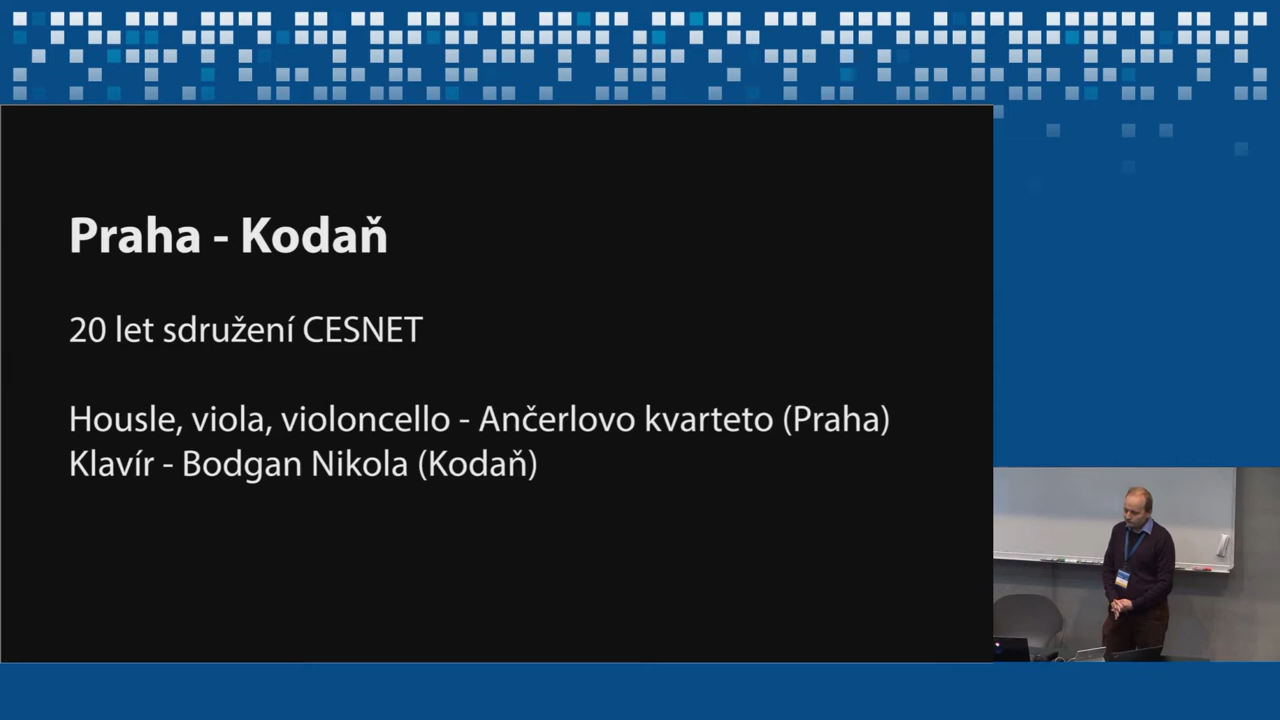 Praha - Kodaň
20 let sdružení CESNET
Housle, viola, violoncello - Ančerlovo kvarteto (Praha)
Klavír - Bodgan Nikola (Kodaň)